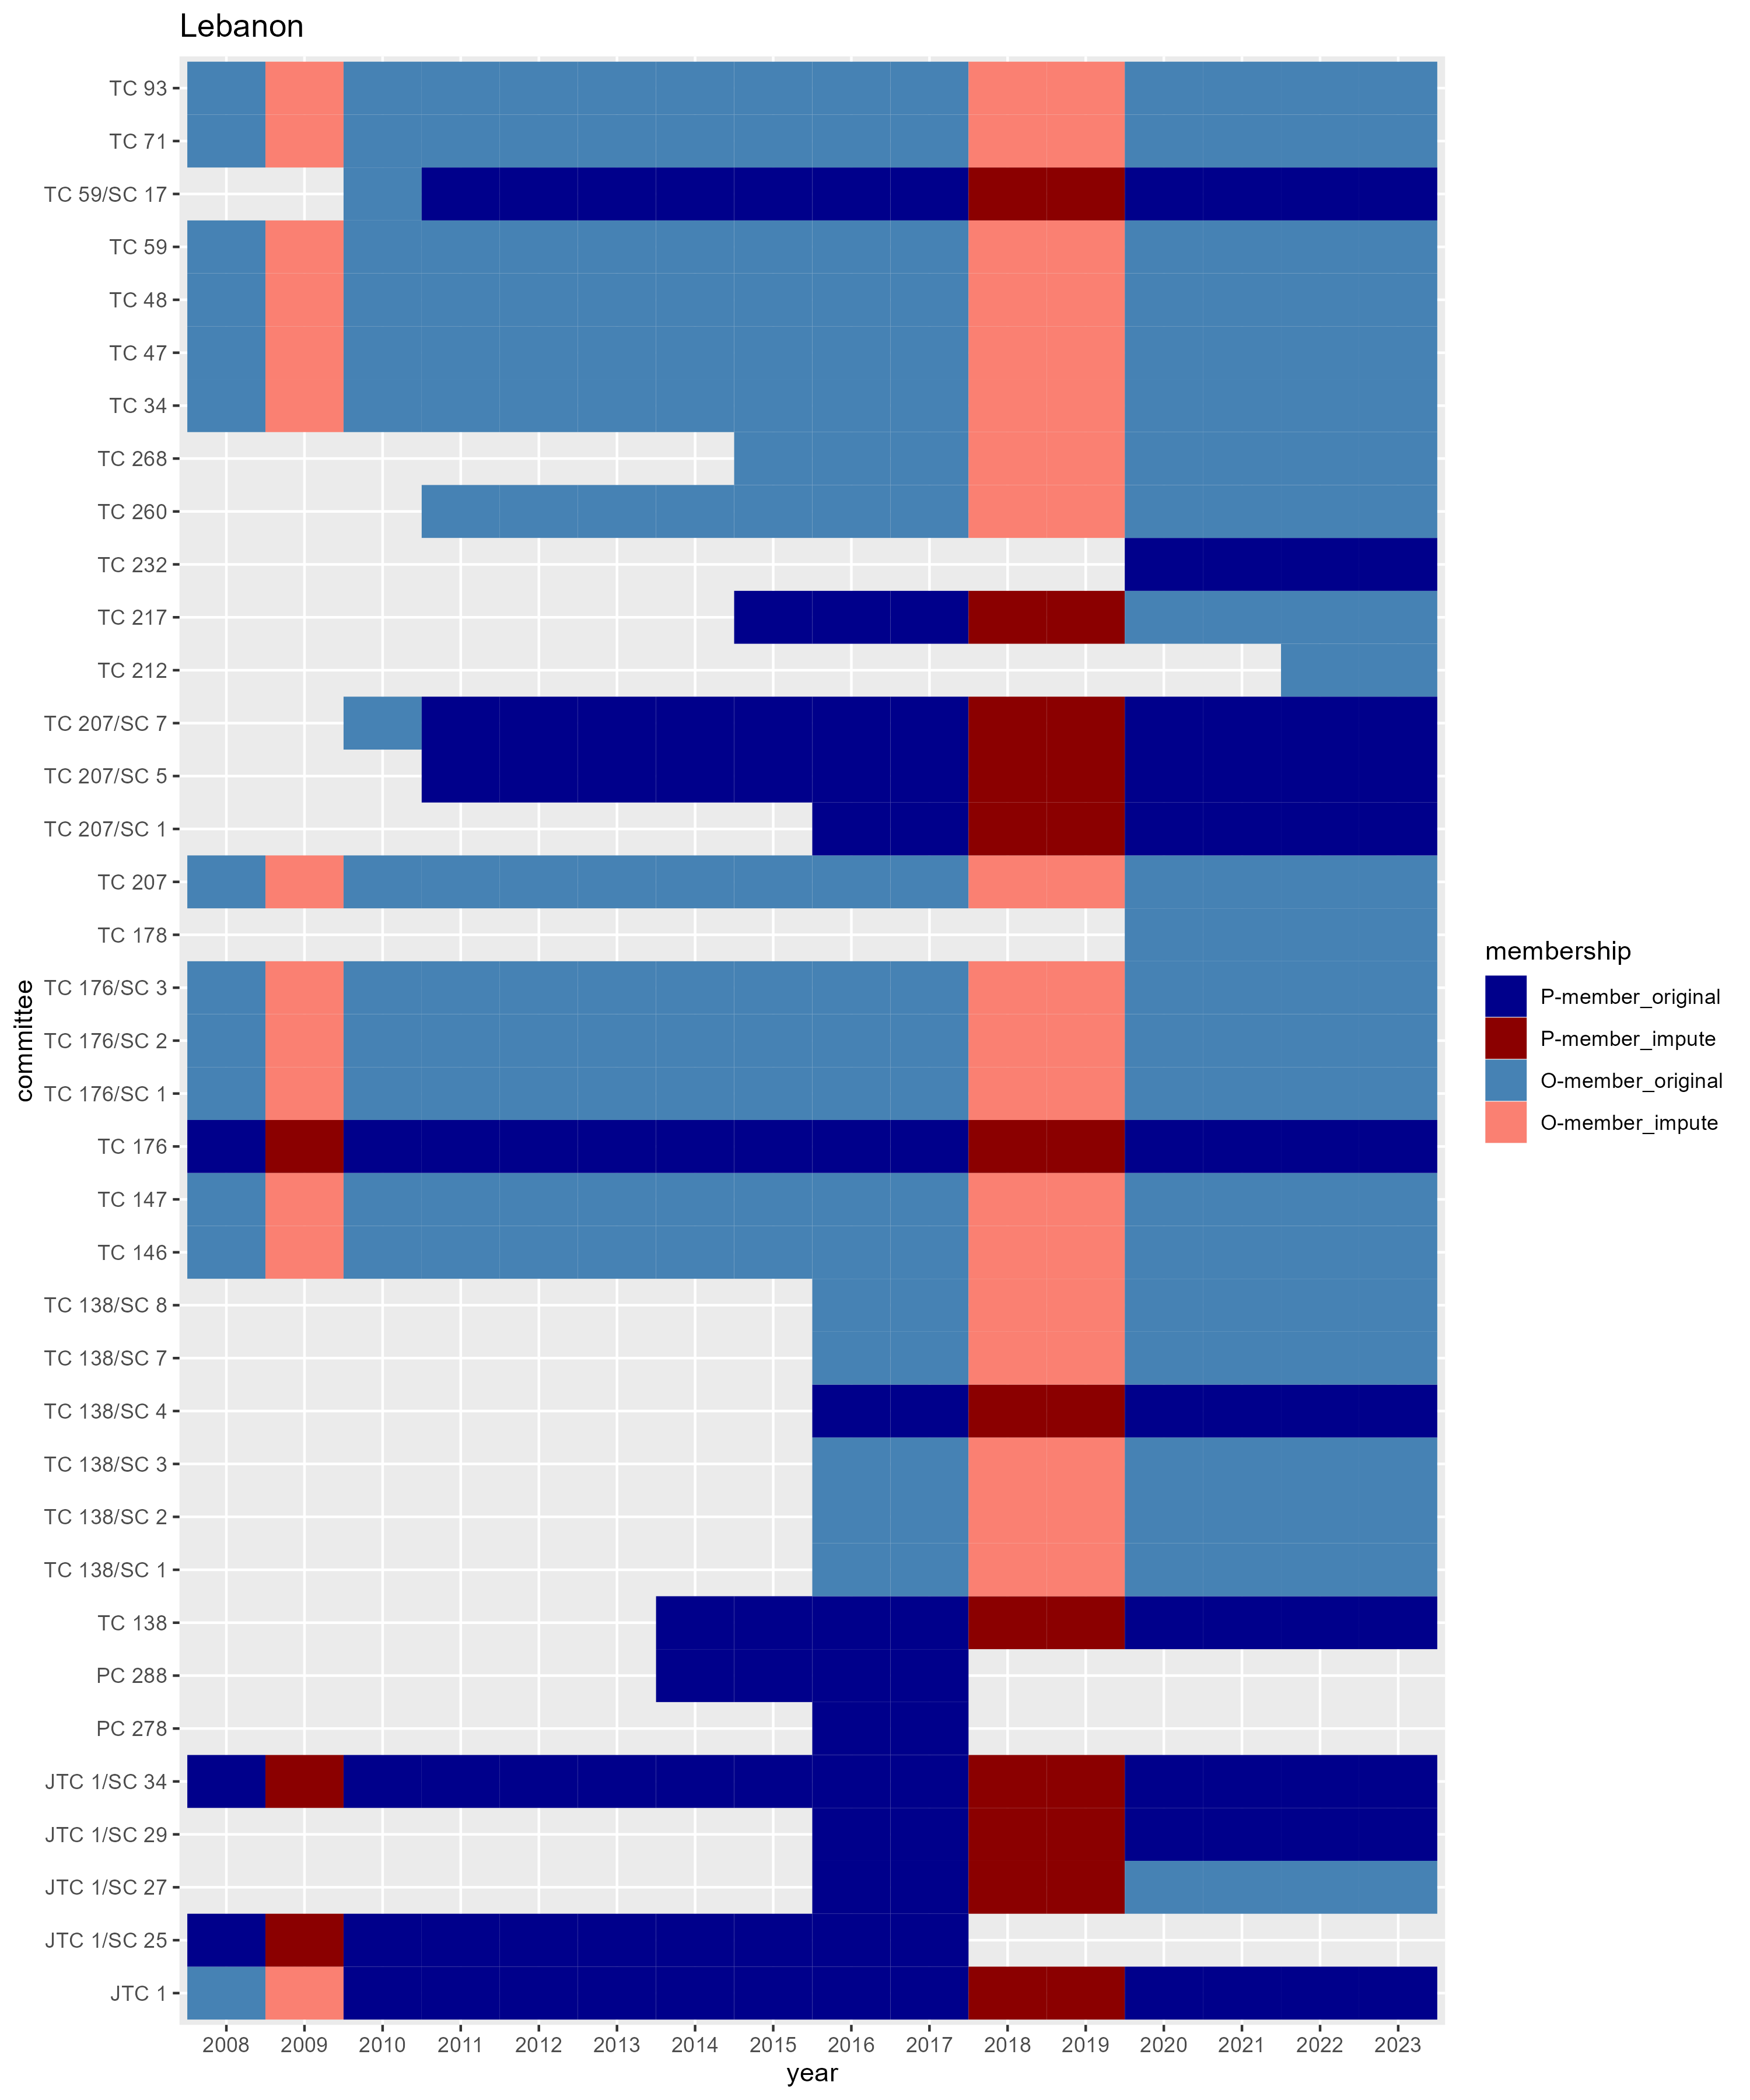 Lebanon
TC 93
TC 71
TC 59/SC 17
TC 59
TC 48
TC 47
TC 34
TC 268
TC 260
TC 232
TC 217
TC 212
TC 207/SC 7
TC 207/SC 5
TC 207/SC 1
TC 207
TC 178
TC 176/SC 3
TC 176/SC 2
TC 176/SC 1
TC 176
TC 147
TC 146
TC 138/SC 8
TC 138/SC 7
TC 138/SC 4
TC 138/SC 3
TC 138/SC 2
TC 138/SC 1
TC 138
PC 288
PC 278
JTC 1/SC 34
JTC 1/SC 29
JTC 1/SC 27
JTC 1/SC 25
JTC 1
committee
2008 2009 2010 2011 2012 2013 2014 2015 2016 2017 2018 2019 2020 2021 2022 2023
year
membership
P-member_original
P-member_impute
O-member_original
O-member_impute